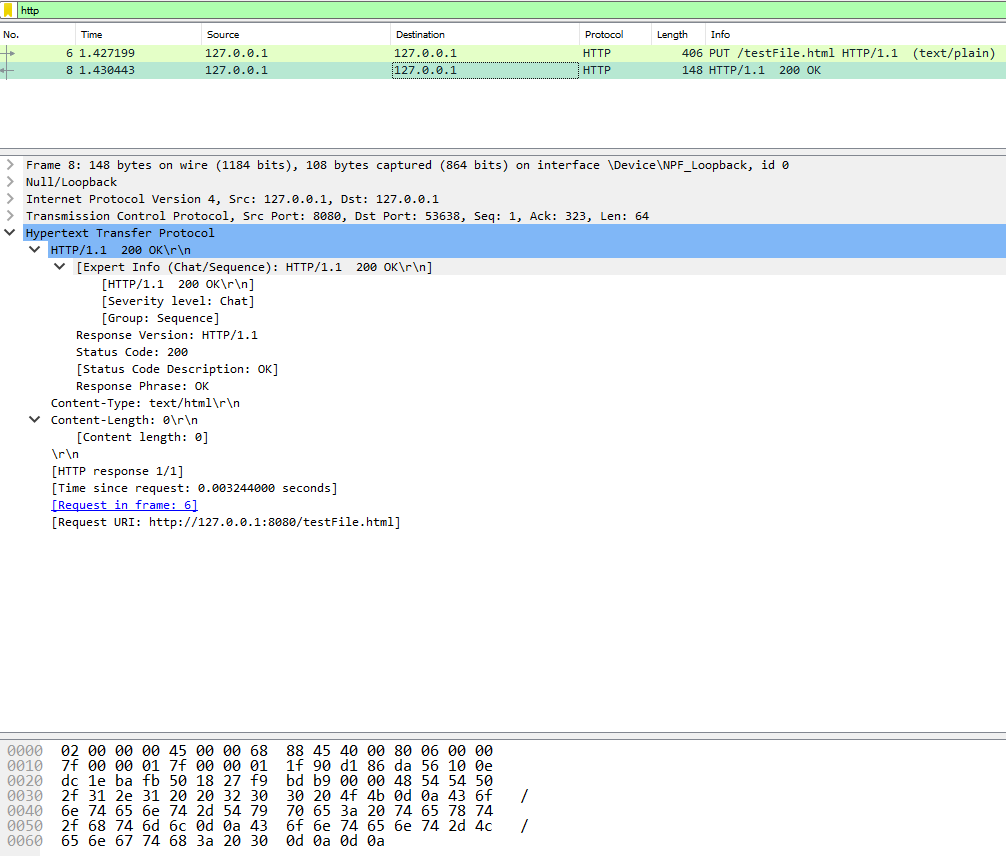 http
No. Time Source Destination Protocol Length Info
6 1.427199 127.0.0.1 127.0.0.1 HTTP 406 PUT /testFile.html HTTP/1.1  (text/plain)
8 1.430443 127.0.0.1 127.0.0.1 HTTP 148 HTTP/1.1  200 OK
Frame 8: 148 bytes on wire (1184 bits), 108 bytes captured (864 bits) on interface \Device\NPF_Loopback, id 0
Null/Loopback
Internet Protocol Version 4, Src: 127.0.0.1, Dst: 127.0.0.1
Transmission Control Protocol, Src Port: 8080, Dst Port: 53638, Seq: 1, Ack: 323, Len: 64
Hypertext Transfer Protocol
HTTP/1.1  200 OK\r\n
[Expert Info (Chat/Sequence): HTTP/1.1  200 OK\r\n]
[HTTP/1.1  200 OK\r\n]
[Severity level: Chat]
[Group: Sequence]
Response Version: HTTP/1.1
Status Code: 200
[Status Code Description: OK]
Response Phrase: OK
Content-Type: text/html\r\n
Content-Length: 0\r\n
[Content length: 0]
\r\n
[HTTP response 1/1]
[Time since request: 0.003244000 seconds]
[Request in frame: 6]
[Request URI: http://127.0.0.1:8080/testFile.html]
0000 02 00 00 00 45 00 00 68 88 45 40 00 80 06 00 00
0010 7f 00 00 01 7f 00 00 01 1f 90 d1 86 da 56 10 0e
0020 dc 1e ba fb 50 18 27 f9 bd b9 00 00 48 54 54 50
0030 2f 31 2e 31 20 20 32 30 30 20 4f 4b 0d 0a 43 6f /
0040 6e 74 65 6e 74 2d 54 79 70 65 3a 20 74 65 78 74
0050 2f 68 74 6d 6c 0d 0a 43 6f 6e 74 65 6e 74 2d 4c /
0060 65 6e 67 74 68 3a 20 30 0d 0a 0d 0a